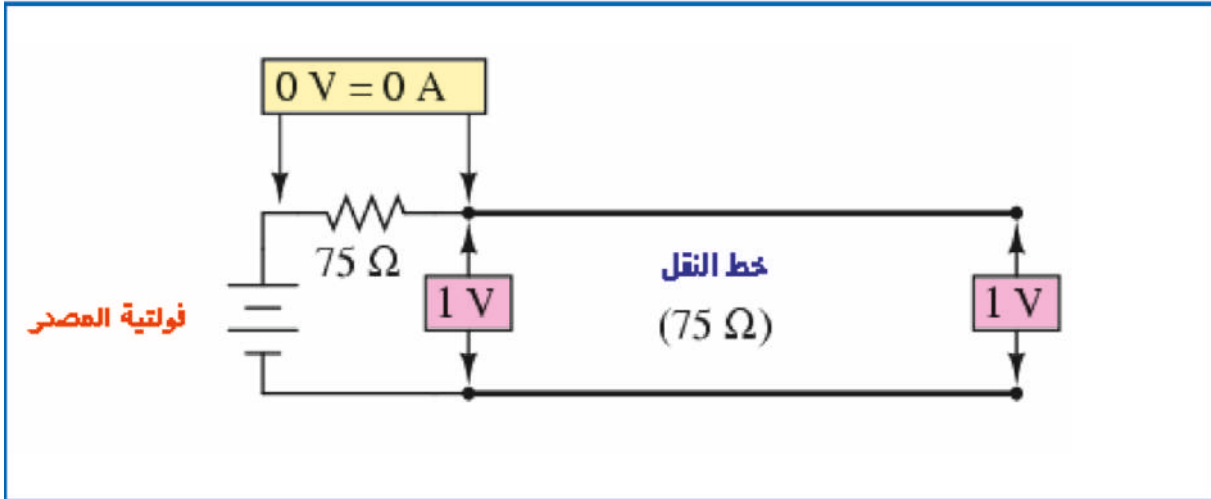 0 V = 0 A
75 Ω
1 V
خط النقل
(75 Ω)
1 V
فولتية المصدر